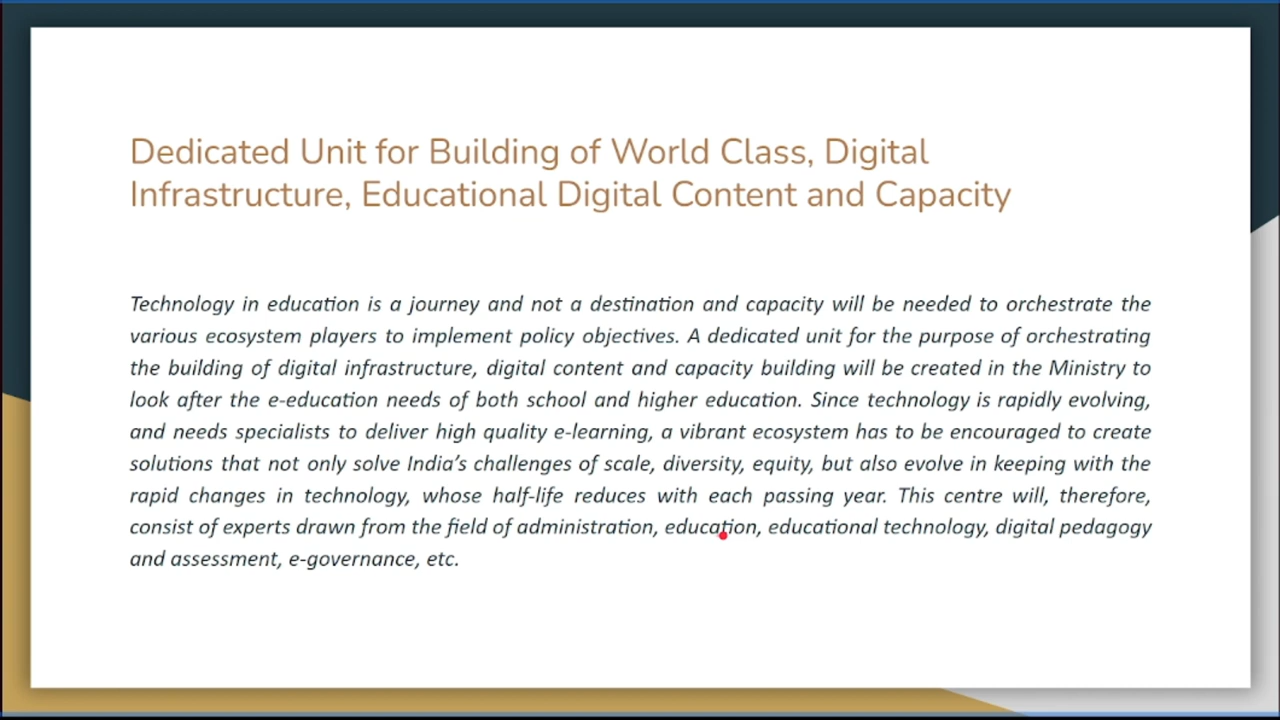 Dedicated Unit for Building of World Class, Digital
Infrastructure, Educational Digital Content and Capacity
Technology in education is a journey and not a destination and capacity will be needed to orchestrate the
various ecosystem players to implement policy objectives. A dedicated unit for the purpose of orchestrating
the building of digital infrastructure, digital content and capacity building will be created in the Ministry to
look after the e-education needs of both school and higher education. Since technology is rapidly evolving,
and needs specialists to deliver high quality e-learning, a vibrant ecosystem has to be encouraged to create
solutions that not only solve India’s challenges of scale, diversity, equity, but also evolve in keeping with the
rapid changes in technology, whose half-life reduces with each passing year. This centre will, therefore,
consist of experts drawn from the field of administration, education, educational technology, digital pedagogy
and assessment, e-governance, etc.